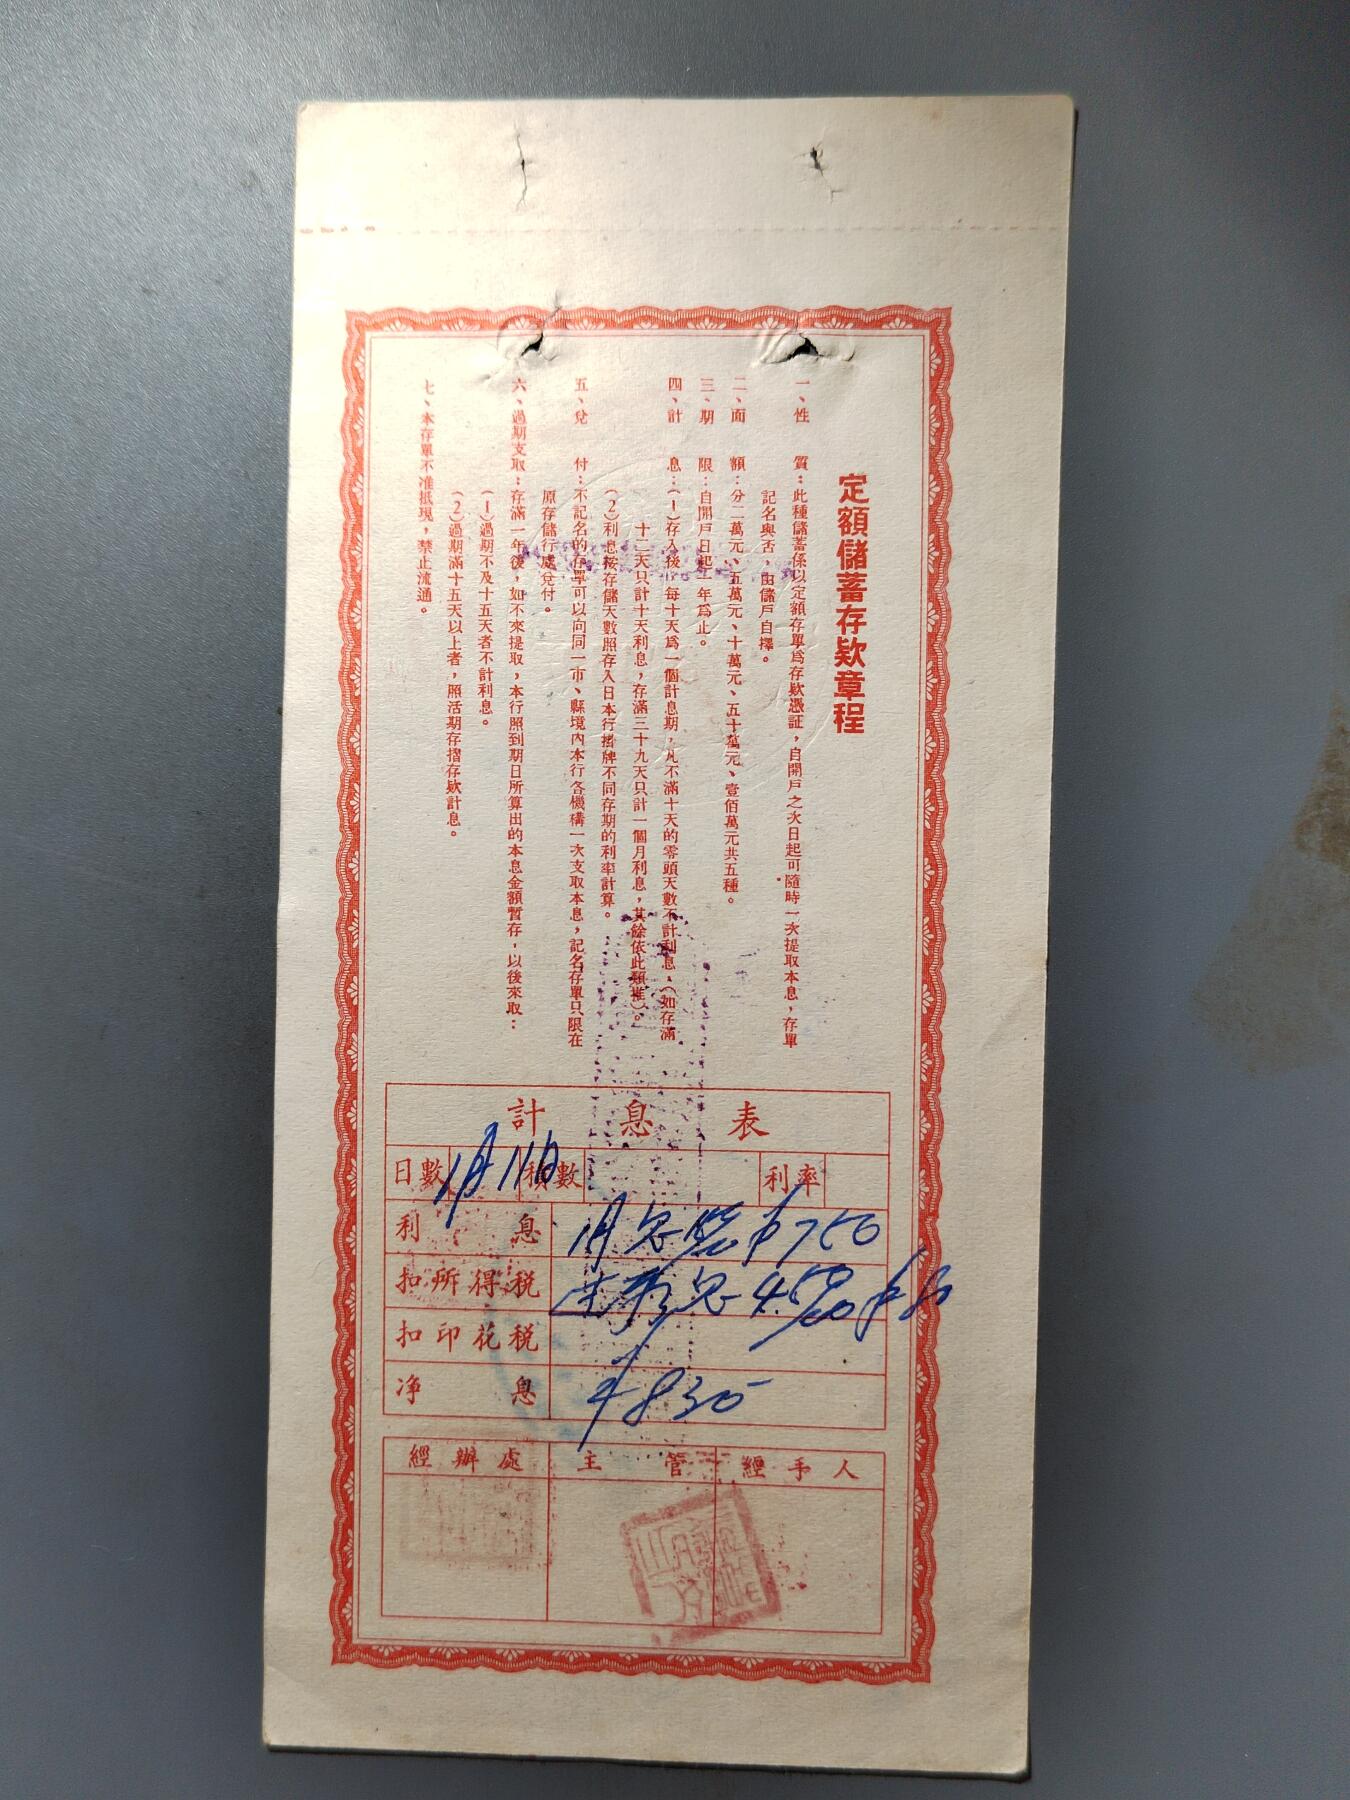 定額儲蓄存欵章程
一、性　質：此種儲蓄係以定額存單爲存欵憑証，自開戶之次日起可隨時一次提取本息，存單
記名與否，由儲戶自擇。
二、面　額：分二萬元、五萬元、十萬元、五十萬元、壹佰萬元共五種。
三、期　限：自開戶日起一年爲止。
四、計　息：（1）存入後，每十天爲一個計息期，凡不滿十天的零頭天數不計利息。（如存滿
十二天只計十天利息，存滿三十九天只計一個月利息，其餘依此類推）。
（2）利息按存儲天數照存入日本行掛牌不同存期的利率計算。
五、兌　付：不記名的存單可以向同一市、縣境內本行各機構一次支取本息，記名存單只限在
原存儲行處兌付。
六、過期支取：存滿一年後，如不來提取，本行照到期日所算出的本息金額暫存，以後來取：
（1）過期不及十五天者不計利息。
（2）過期滿十五天以上者，照活期存摺存欵計息。
七、本存單不准抵現，禁止流通。
計息表
日數 1月11日 積數 利率
利息 1月息 750
扣所得稅
扣印花稅
净息 830
經辦處 主管 經手人